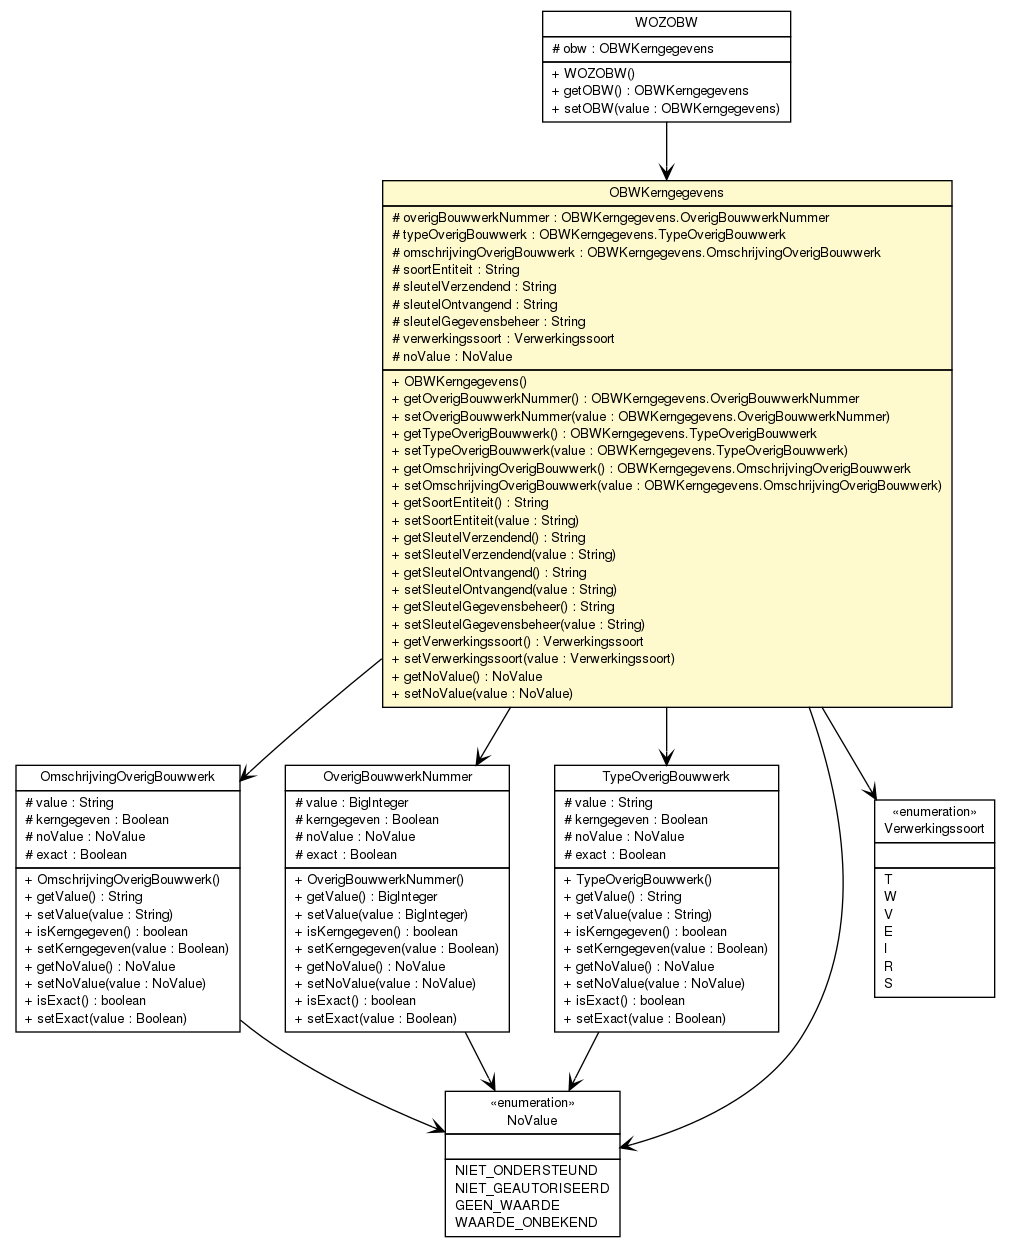 WOZOBW
# obw : OBWKerngegevens
+ WOZOBW()
+ getOBW() : OBWKerngegevens
+ setOBW(value : OBWKerngegevens)
OBWKerngegevens
# overigBouwwerkNummer : OBWKerngegevens.OverigBouwwerkNummer
# typeOverigBouwwerk : OBWKerngegevens.TypeOverigBouwwerk
# omschrijvingOverigBouwwerk : OBWKerngegevens.OmschrijvingOverigBouwwerk
# soortEntiteit : String
# sleutelVerzendend : String
# sleutelOntvangend : String
# sleutelGegevensbeheer : String
# verwerkingssoort : Verwerkingssoort
# noValue : NoValue
+ OBWKerngegevens()
+ getOverigBouwwerkNummer() : OBWKerngegevens.OverigBouwwerkNummer
+ setOverigBouwwerkNummer(value : OBWKerngegevens.OverigBouwwerkNummer)
+ getTypeOverigBouwwerk() : OBWKerngegevens.TypeOverigBouwwerk
+ setTypeOverigBouwwerk(value : OBWKerngegevens.TypeOverigBouwwerk)
+ getOmschrijvingOverigBouwwerk() : OBWKerngegevens.OmschrijvingOverigBouwwerk
+ setOmschrijvingOverigBouwwerk(value : OBWKerngegevens.OmschrijvingOverigBouwwerk)
+ getSoortEntiteit() : String
+ setSoortEntiteit(value : String)
+ getSleutelVerzendend() : String
+ setSleutelVerzendend(value : String)
+ getSleutelOntvangend() : String
+ setSleutelOntvangend(value : String)
+ getSleutelGegevensbeheer() : String
+ setSleutelGegevensbeheer(value : String)
+ getVerwerkingssoort() : Verwerkingssoort
+ setVerwerkingssoort(value : Verwerkingssoort)
+ getNoValue() : NoValue
+ setNoValue(value : NoValue)
OmschrijvingOverigBouwwerk
# value : String
# kerngegeven : Boolean
# noValue : NoValue
# exact : Boolean
+ OmschrijvingOverigBouwwerk()
+ getValue() : String
+ setValue(value : String)
+ isKerngegeven() : boolean
+ setKerngegeven(value : Boolean)
+ getNoValue() : NoValue
+ setNoValue(value : NoValue)
+ isExact() : boolean
+ setExact(value : Boolean)
OverigBouwwerkNummer
# value : BigInteger
# kerngegeven : Boolean
# noValue : NoValue
# exact : Boolean
+ OverigBouwwerkNummer()
+ getValue() : BigInteger
+ setValue(value : BigInteger)
+ isKerngegeven() : boolean
+ setKerngegeven(value : Boolean)
+ getNoValue() : NoValue
+ setNoValue(value : NoValue)
+ isExact() : boolean
+ setExact(value : Boolean)
TypeOverigBouwwerk
# value : String
# kerngegeven : Boolean
# noValue : NoValue
# exact : Boolean
+ TypeOverigBouwwerk()
+ getValue() : String
+ setValue(value : String)
+ isKerngegeven() : boolean
+ setKerngegeven(value : Boolean)
+ getNoValue() : NoValue
+ setNoValue(value : NoValue)
+ isExact() : boolean
+ setExact(value : Boolean)
«enumeration»
Verwerkingssoort
T
W
V
E
I
R
S
«enumeration»
NoValue
NIET_ONDERSTEUND
NIET_GEAUTORISEERD
GEEN_WAARDE
WAARDE_ONBEKEND